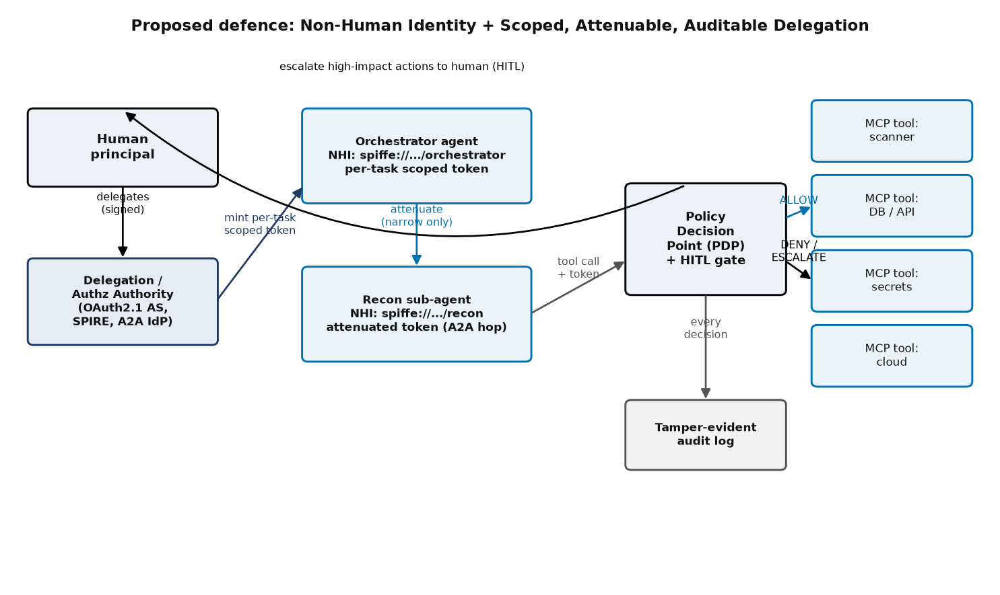 Proposed defence: Non-Human Identity + Scoped, Attenuable, Auditable Delegation
escalate high-impact actions to human (HITL)
Human
principal
delegates
(signed)
Delegation /
Authz Authority
(OAuth2.1 AS,
SPIRE, A2A IdP)
mint per-task
scoped token
Orchestrator agent
NHI: spiffe://.../orchestrator
per-task scoped token
attenuate
(narrow only)
Recon sub-agent
NHI: spiffe://.../recon
attenuated token (A2A hop)
tool call
+ token
Policy
Decision
Point (PDP)
+ HITL gate
every
decision
Tamper-evident
audit log
ALLOW
DENY /
ESCALATE
MCP tool:
scanner
MCP tool:
DB / API
MCP tool:
secrets
MCP tool:
cloud